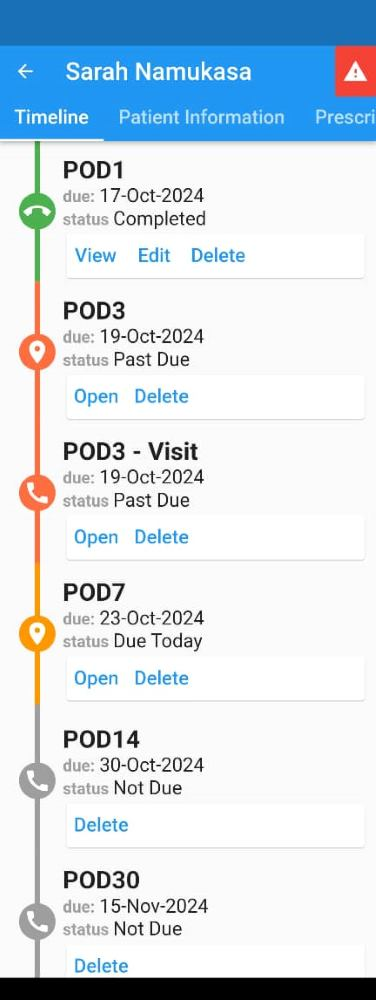 Sarah Namukasa
Timeline Patient Information Prescri
POD1
due: 17-Oct-2024
status Completed
View Edit Delete
POD3
due: 19-Oct-2024
status Past Due
Open Delete
POD3 - Visit
due: 19-Oct-2024
status Past Due
Open Delete
POD7
due: 23-Oct-2024
status Due Today
Open Delete
POD14
due: 30-Oct-2024
status Not Due
Delete
POD30
due: 15-Nov-2024
status Not Due
Delete